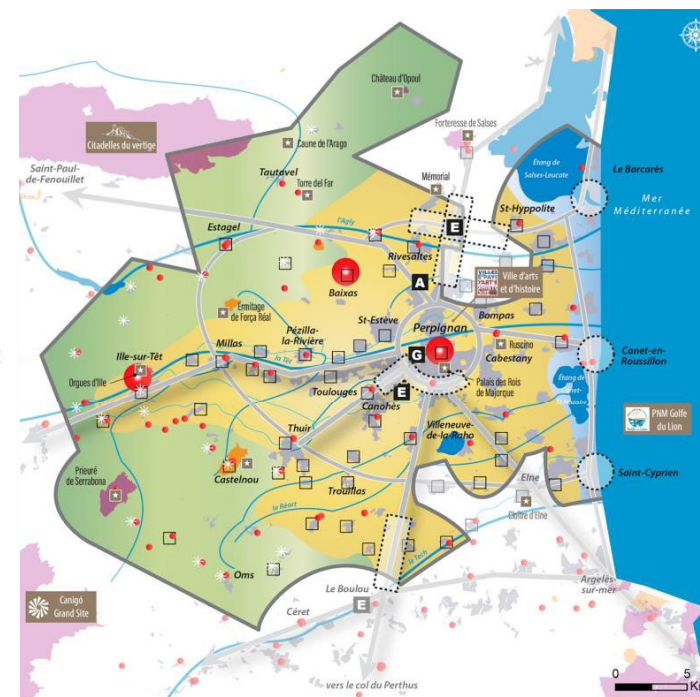 Château d'Opoul
Forteresse de Salses
Citadelles du vertige
Caune de l'Arago
Saint-Paul-
de-Fenouillet
Tautavel
Torre del Far
Mémorial
Étang de
Salses-Leucate
Le Barcarès
Mer
Méditerranée
St-Hyppolite
Estagel
l'Agly
E
Rivesaltes
Baixas
A
Ville d'arts
et d'histoire
Ermitage
de Força Réal
St-Estève
Perpignan
Bompas
Pézilla-
la-Rivière
Millas
Ille-sur-Têt
la Têt
G
Ruscino
Cabestany
Canet-en-
Roussillon
Orgues d'Ille
Palais des Rois
de Majorque
Toulouges
E
Canohès
Étang de
PNM Golfe
du Lion
Thuir
Villeneuve-
de-la-Raho
Prieuré
de Serrabona
Castelnou
Saint-Cyprien
Trouillas
Elne
Cloître d'Elne
le Réart
le Tech
Oms
Canigó
Grand Site
Le Boulou
E
Céret
Argelès-
sur-mer
vers le col du Perthus
0 5
K